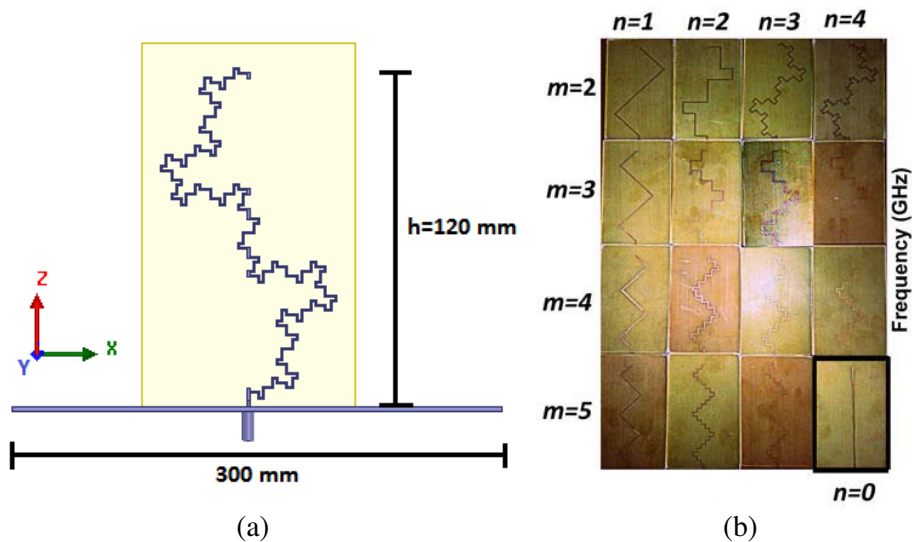 Z
X
Y
h=120 mm
300 mm
(a)
n=1 n=2 n=3 n=4
m=2
m=3
m=4
m=5
n=0
Frequency (GHz)
(b)